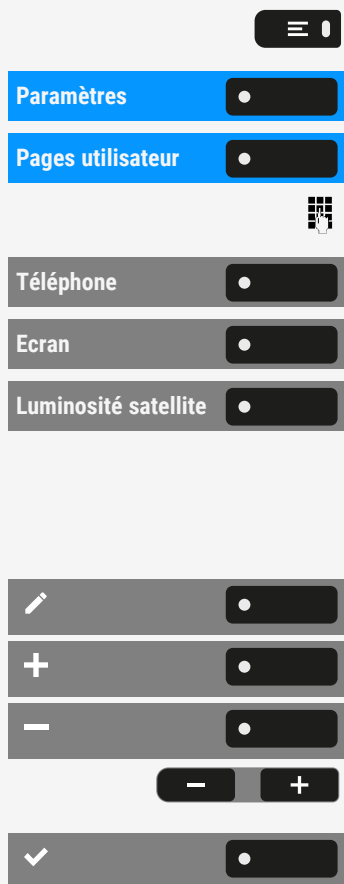 Paramètres
Pages utilisateur
Téléphone
Ecran
Luminosité satellite